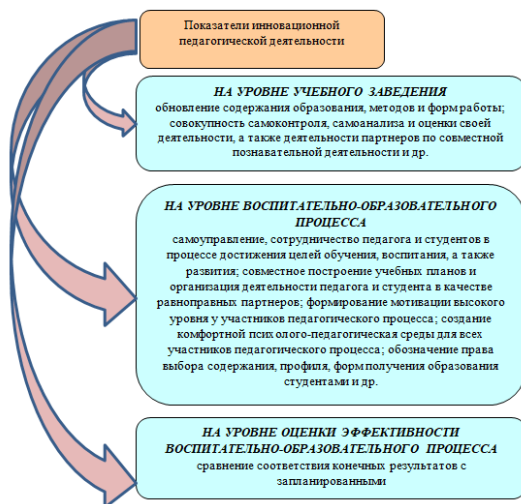 Показатели инновационной
педагогической деятельности
НА УРОВНЕ УЧЕБНОГО ЗАВЕДЕНИЯ
обновление содержания образования, методов и форм работы;
совокупность самоконтроля, самоанализа и оценки своей
деятельности, а также деятельности партнеров по совместной
познавательной деятельности и др.
НА УРОВНЕ ВОСПИТАТЕЛЬНО-ОБРАЗОВАТЕЛЬНОГО
ПРОЦЕССА
самоуправление, сотрудничество педагога и студентов в
процессе достижения целей обучения, воспитания, а также
развития; совместное построение учебных планов и
организация деятельности педагога и студента в качестве
равноправных партнеров; формирование мотивации высокого
уровня у участников педагогического процесса; создание
комфортной психолого-педагогическая среды для всех
участников педагогического процесса; обозначение права
выбора содержания, профиля, форм получения образования
студентами и др.
НА УРОВНЕ ОЦЕНКИ ЭФФЕКТИВНОСТИ
ВОСПИТАТЕЛЬНО-ОБРАЗОВАТЕЛЬНОГО ПРОЦЕССА
сравнение соответствия конечных результатов с
запланированными